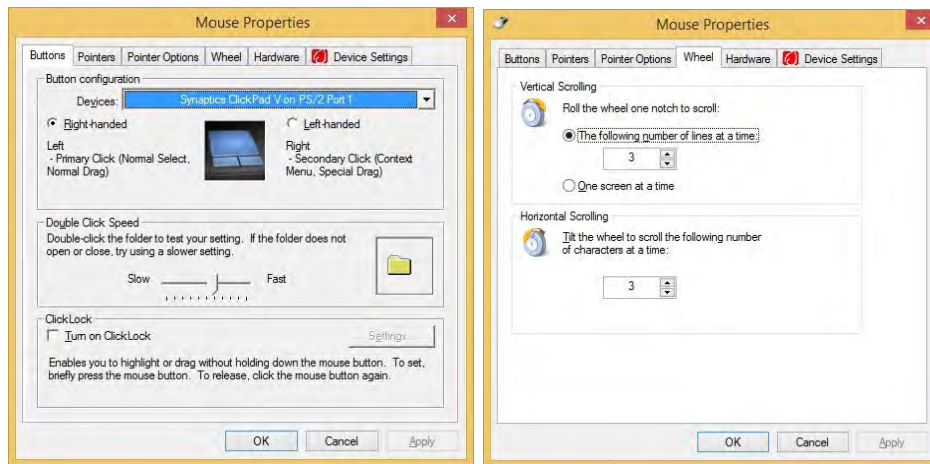 Mouse Properties
Buttons Pointers Pointer Options Wheel Hardware Device Settings
Button configuration
Devices: Synaptics ClickPad V on PS/2 Port 1
Right-handed
Left-handed
Left
- Primary Click (Normal Select, Normal Drag)
Right
- Secondary Click (Context Menu, Special Drag)
Double Click Speed
Double-click the folder to test your setting. If the folder does not
open or close, try using a slower setting.
Slow Fast
ClickLock
Turn on ClickLock
Settings...
Enables you to highlight or drag without holding down the mouse button. To set,
briefly press the mouse button. To release, click the mouse button again.
OK Cancel Apply
Mouse Properties
Buttons Pointers Pointer Options Wheel Hardware Device Settings
Vertical Scrolling
Roll the wheel one notch to scroll:
The following number of lines at a time:
3
One screen at a time
Horizontal Scrolling
Tilt the wheel to scroll the following number
of characters at a time:
3
OK Cancel Apply